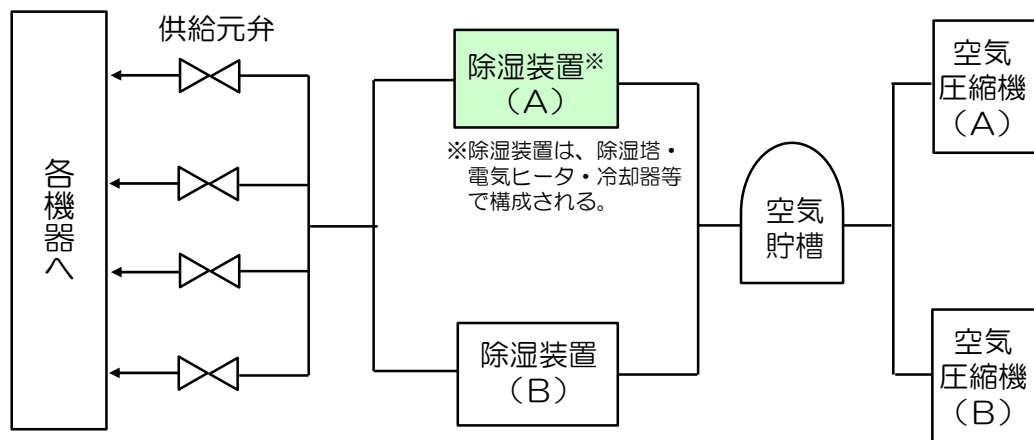 供給元弁
各機器へ
除湿装置※
（A）
※除湿装置は、除湿塔・
電気ヒータ・冷却器等
で構成される。
除湿装置
（B）
空気
貯槽
空気
圧縮機
（A）
空気
圧縮機
（B）